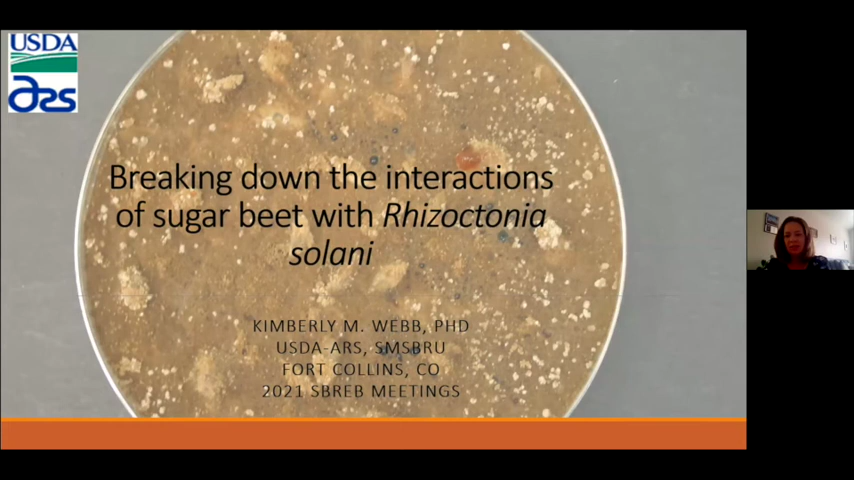 USDA
ars
Breaking down the interactions
of sugar beet with Rhizoctonia
solani
KIMBERLY M. WEBB, PHD
USDA-ARS, SMSBRU
FORT COLLINS, CO
2021 SBREB MEETINGS